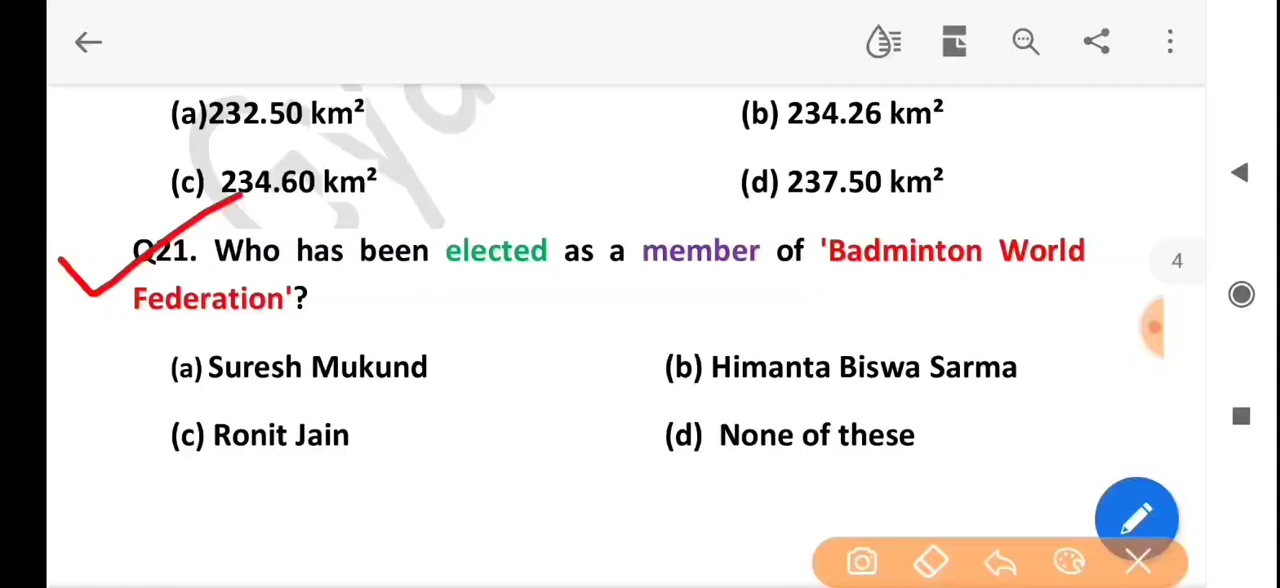 (a)232.50 km² (b) 234.26 km²
(c) 234.60 km² (d) 237.50 km²
Q21. Who has been elected as a member of 'Badminton World
Federation'?
4
(a) Suresh Mukund (b) Himanta Biswa Sarma
(c) Ronit Jain (d) None of these